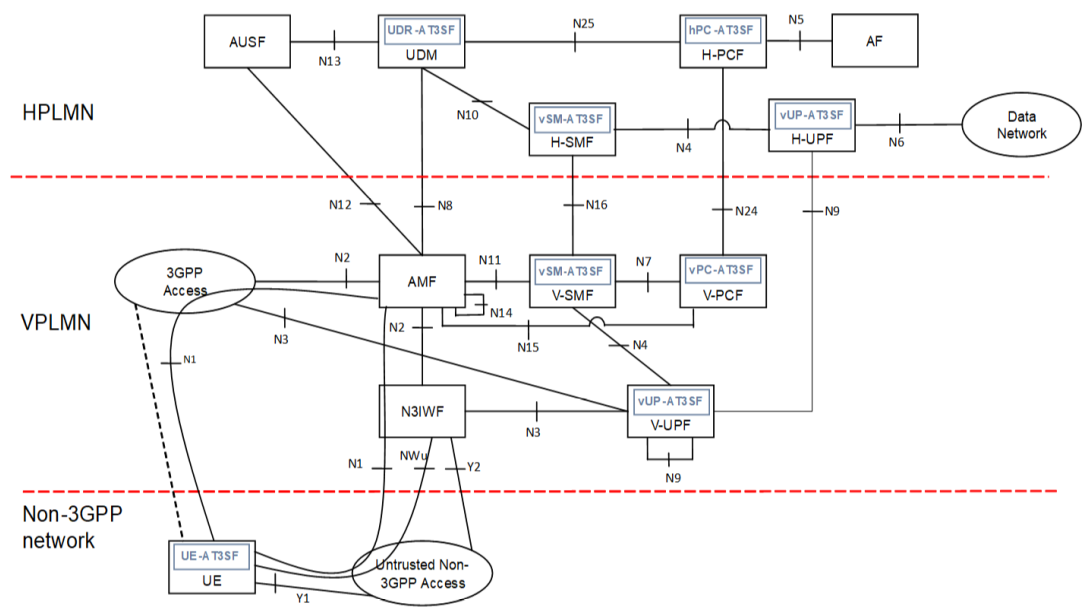 N25
N5
UDR-AT3SF
hPC-AT3SF
AUSF
UDM
H-PCF
AF
N13
N10
HPLMN
vSM-AT3SF
H-SMF
N4
vUP-AT3SF
H-UPF
N6
Data
Network
N12
N8
N16
N24
N9
3GPP
Access
N2
AMF
N11
vSM-AT3SF
V-SMF
N7
vPC-AT3SF
V-PCF
VPLMN
N3
N14
N2
N15
N4
N1
N3IWF
N3
vUP-AT3SF
V-UPF
N1
NWu
Y2
N9
Non-3GPP
network
UE-AT3SF
UE
Untrusted Non-
3GPP Access
Y1